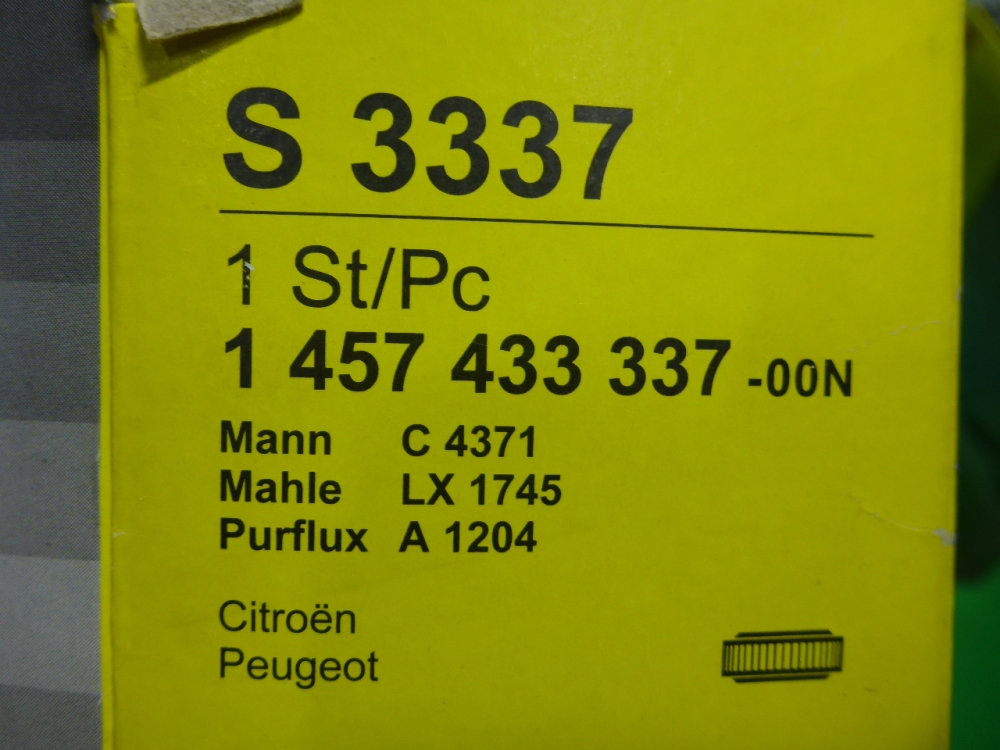 S 3337
1 St/Pc
1 457 433 337 -00N
Mann C 4371
Mahle LX 1745
Purflux A 1204
Citroën
Peugeot